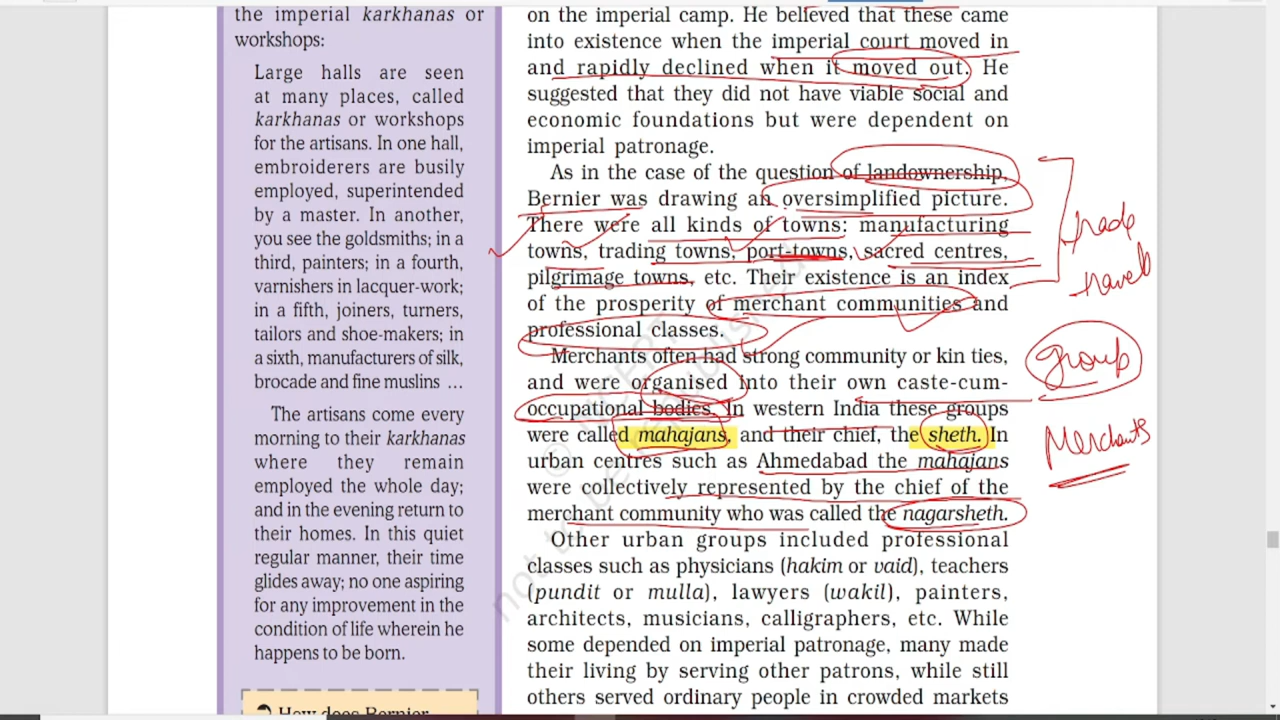 the imperial karkhanas or
workshops:
Large halls are seen
at many places, called
karkhanas or workshops
for the artisans. In one hall,
embroiderers are busily
employed, superintended
by a master. In another,
you see the goldsmiths; in a
third, painters; in a fourth,
varnishers in lacquer-work;
in a fifth, joiners, turners,
tailors and shoe-makers; in
a sixth, manufacturers of silk,
brocade and fine muslins …
The artisans come every
morning to their karkhanas
where they remain
employed the whole day;
and in the evening return to
their homes. In this quiet
regular manner, their time
glides away; no one aspiring
for any improvement in the
condition of life wherein he
happens to be born.
How does Bernier
on the imperial camp. He believed that these came
into existence when the imperial court moved in
and rapidly declined when it moved out. He
suggested that they did not have viable social and
economic foundations but were dependent on
imperial patronage.
As in the case of the question of landownership,
Bernier was drawing an oversimplified picture.
There were all kinds of towns: manufacturing
towns, trading towns, port-towns, sacred centres,
pilgrimage towns, etc. Their existence is an index
of the prosperity of merchant communities and
professional classes.
Merchants often had strong community or kin ties,
and were organised into their own caste-cum-
occupational bodies. In western India these groups
were called mahajans, and their chief, the sheth. In
urban centres such as Ahmedabad the mahajans
were collectively represented by the chief of the
merchant community who was called the nagarsheth.
Other urban groups included professional
classes such as physicians (hakim or vaid), teachers
(pundit or mulla), lawyers (wakil), painters,
architects, musicians, calligraphers, etc. While
some depended on imperial patronage, many made
their living by serving other patrons, while still
others served ordinary people in crowded markets
trade
travel
group
Merchants
© NCERT
not to be republished